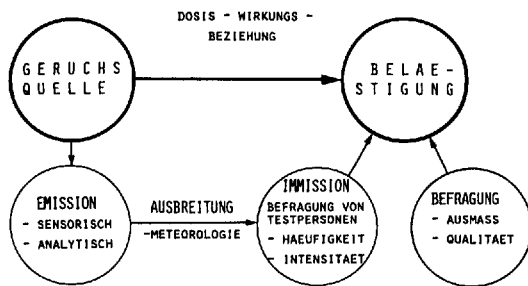 DOSIS - WIRKUNGS -
BEZIEHUNG
GERUCHS
QUELLE
BELAE-
STIGUNG
EMISSION
- SENSORISCH
- ANALYTISCH
AUSBREITUNG
-METEOROLOGIE
IMMISSION
BEFRAGUNG VON
TESTPERSONEN
- HAEUFIGKEIT
- INTENSITAET
BEFRAGUNG
- AUSMASS
- QUALITAET